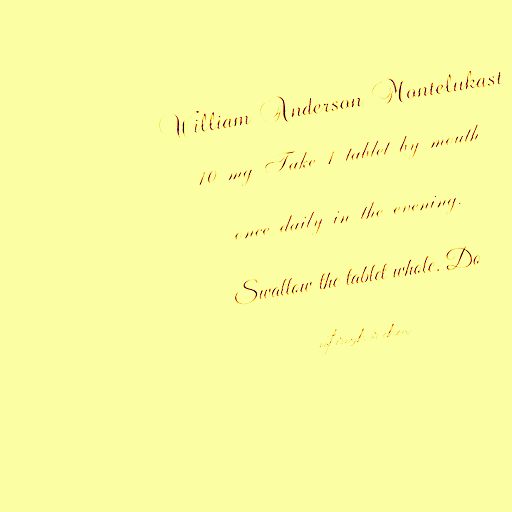 William Anderson Montelukast
10 mg Take 1 tablet by mouth
once daily in the evening.
Swallow the tablet whole. Do